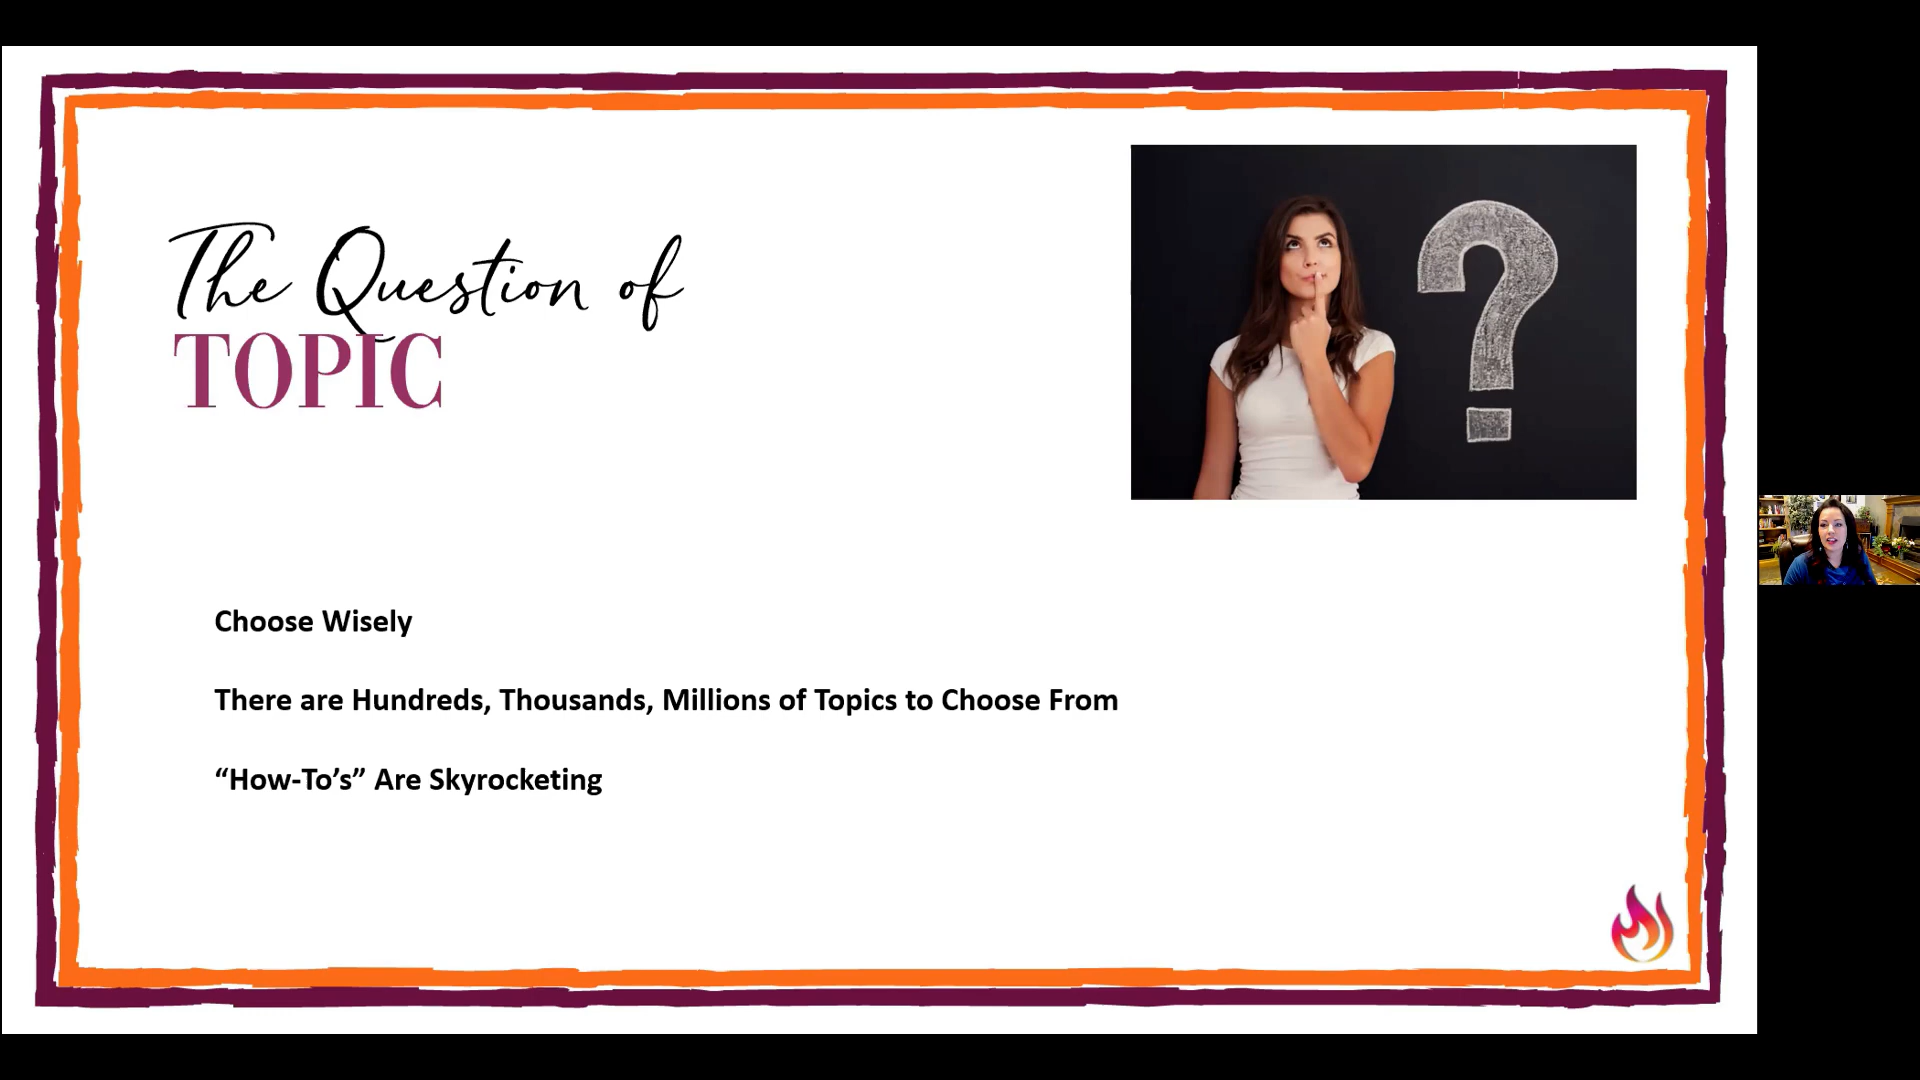 The Question of
TOPIC
Choose Wisely
There are Hundreds, Thousands, Millions of Topics to Choose From
“How-To’s” Are Skyrocketing